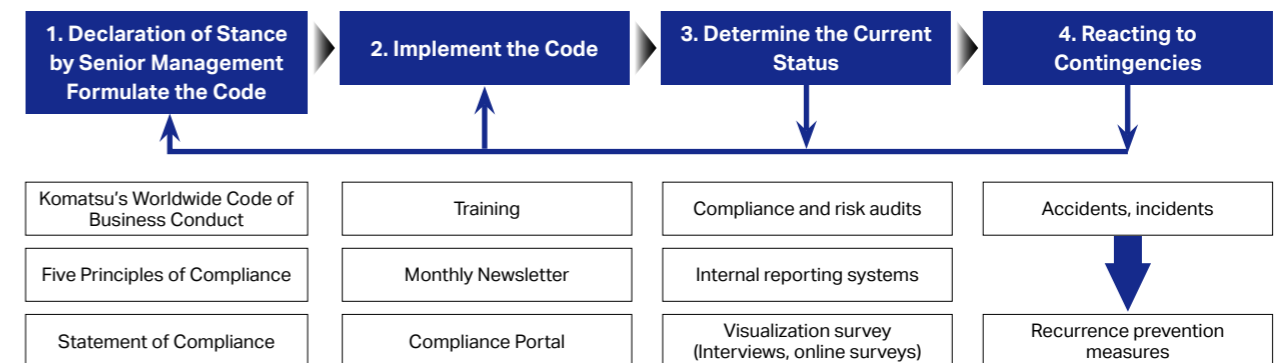 1. Declaration of Stance
by Senior Management
Formulate the Code
2. Implement the Code
3. Determine the Current
Status
4. Reacting to
Contingencies
Komatsu's Worldwide Code of
Business Conduct
Five Principles of Compliance
Statement of Compliance
Training
Monthly Newsletter
Compliance Portal
Compliance and risk audits
Internal reporting systems
Visualization survey
(Interviews, online surveys)
Accidents, incidents
Recurrence prevention
measures